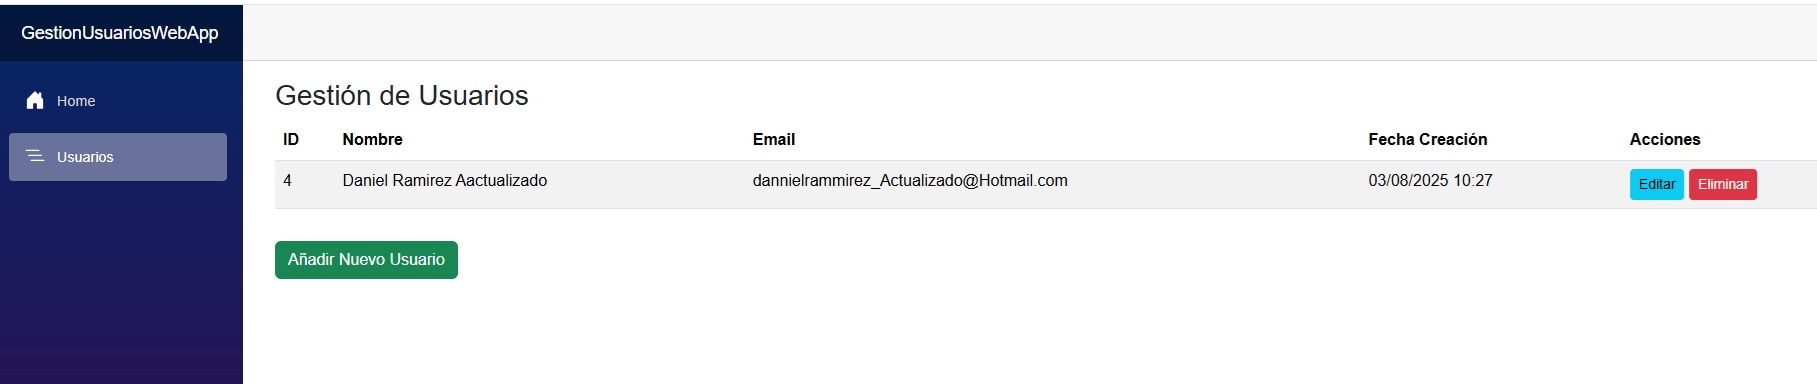 GestionUsuariosWebApp
Home
Usuarios
Gestión de Usuarios
ID Nombre Email Fecha Creación Acciones
4 Daniel Ramirez Aactualizado dannielrammirez_Actualizado@Hotmail.com 03/08/2025 10:27 Editar Eliminar
Añadir Nuevo Usuario